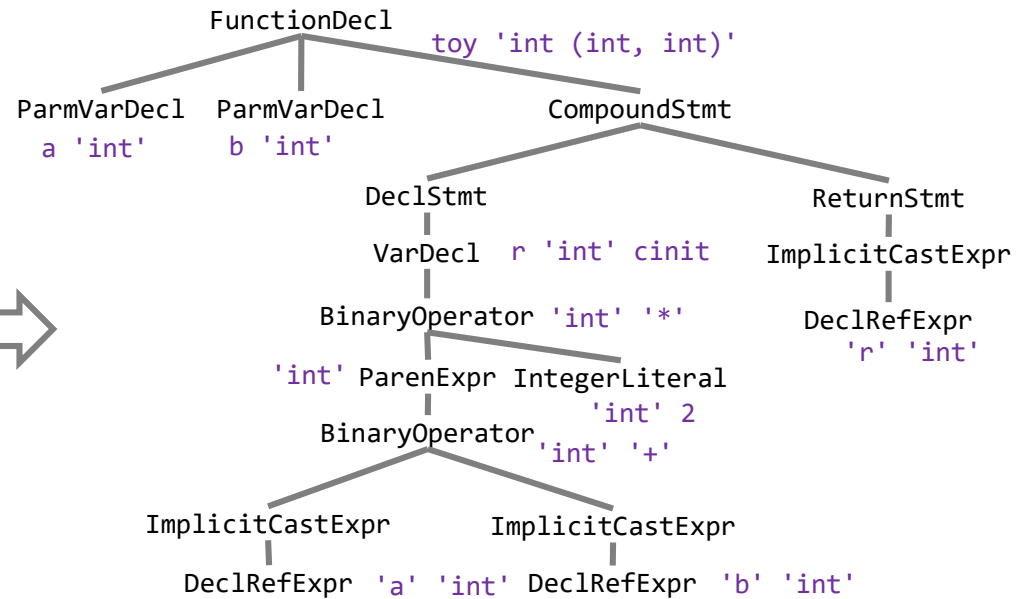 FunctionDecl
toy 'int (int, int)'
ParmVarDecl ParmVarDecl CompoundStmt
a 'int' b 'int'
DeclStmt ReturnStmt
VarDecl r 'int' cinit ImplicitCastExpr
BinaryOperator 'int' '*' DeclRefExpr
'r' 'int'
'int' ParenExpr IntegerLiteral
'int' 2
BinaryOperator
'int' '+'
ImplicitCastExpr ImplicitCastExpr
DeclRefExpr 'a' 'int' DeclRefExpr 'b' 'int'